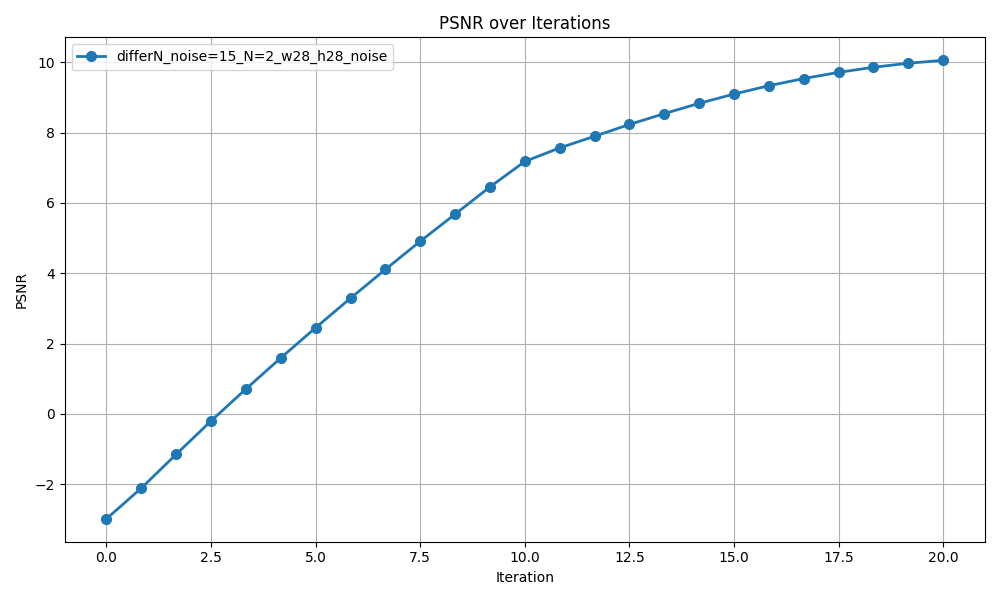 PSNR over Iterations
differN_noise=15_N=2_w28_h28_noise
PSNR
10
8
6
4
2
0
−2
0.0 2.5 5.0 7.5 10.0 12.5 15.0 17.5 20.0
Iteration